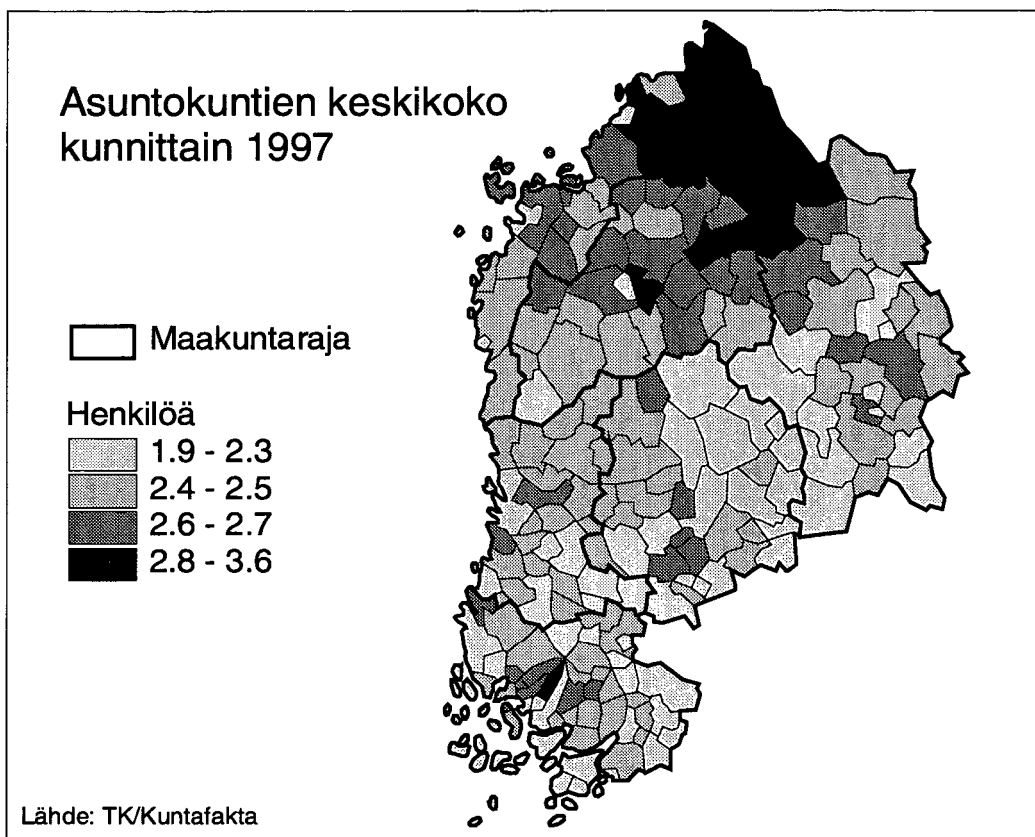 Asuntokuntien keskikoko
kunnittain 1997
Maakuntaraja
Henkilöä
1.9 - 2.3
2.4 - 2.5
2.6 - 2.7
2.8 - 3.6
Lähde: TK/Kuntafakta